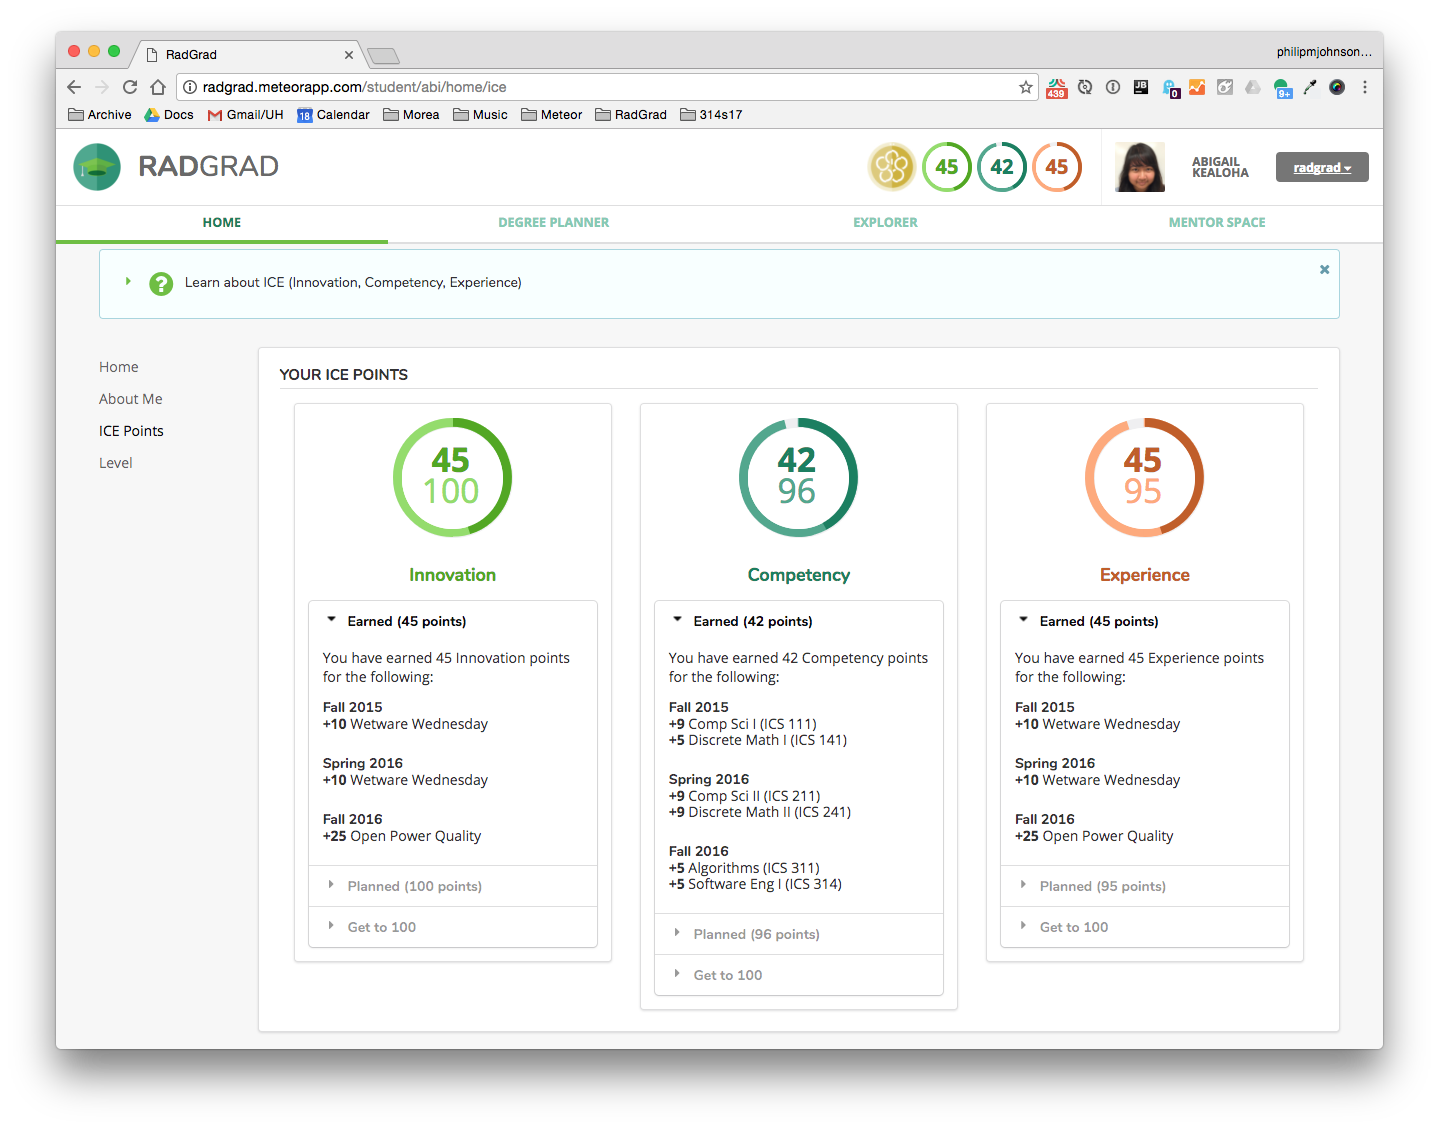 RadGrad
philipmjohnson...
radgrad.meteorapp.com/student/abi/home/ice
439
JB
0
9+
Archive
Docs
Gmail/UH
18
Calendar
Morea
Music
Meteor
RadGrad
314s17
RADGRAD
45
42
45
ABIGAIL
KEALOHA
radgrad
HOME
DEGREE PLANNER
EXPLORER
MENTOR SPACE
? Learn about ICE (Innovation, Competency, Experience)
Home
About Me
ICE Points
Level
YOUR ICE POINTS
45
100
Innovation
Earned (45 points)
You have earned 45 Innovation points
for the following:
Fall 2015
+10 Wetware Wednesday
Spring 2016
+10 Wetware Wednesday
Fall 2016
+25 Open Power Quality
Planned (100 points)
Get to 100
42
96
Competency
Earned (42 points)
You have earned 42 Competency points
for the following:
Fall 2015
+9 Comp Sci I (ICS 111)
+5 Discrete Math I (ICS 141)
Spring 2016
+9 Comp Sci II (ICS 211)
+9 Discrete Math II (ICS 241)
Fall 2016
+5 Algorithms (ICS 311)
+5 Software Eng I (ICS 314)
Planned (96 points)
Get to 100
45
95
Experience
Earned (45 points)
You have earned 45 Experience points
for the following:
Fall 2015
+10 Wetware Wednesday
Spring 2016
+10 Wetware Wednesday
Fall 2016
+25 Open Power Quality
Planned (95 points)
Get to 100